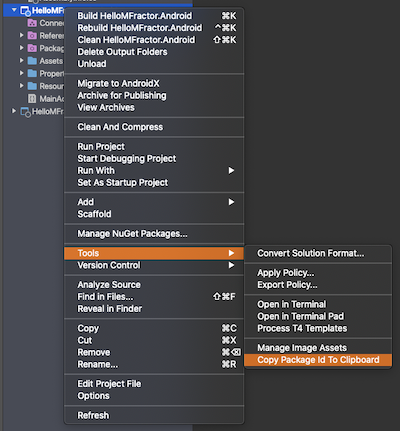 HelloMFr
Connec
Referen
Packag
Assets
Proper
Resour
MainAc
HelloMF
Build HelloMFractor.Android ⌘K
Rebuild HelloMFractor.Android ⌃⌘K
Clean HelloMFractor.Android ⇧⌘K
Delete Output Folders
Unload
Migrate to AndroidX
Archive for Publishing
View Archives
Clean And Compress
Run Project
Start Debugging Project
Run With
Set As Startup Project
Add
Scaffold
Manage NuGet Packages...
Tools
Version Control
Analyze Source
Find in Files... ⇧⌘F
Reveal in Finder
Copy ⌘C
Cut ⌘X
Remove ⌘⌫
Rename... ⌘R
Edit Project File
Options
Refresh
Convert Solution Format...
Apply Policy...
Export Policy...
Open in Terminal
Open in Terminal Pad
Process T4 Templates
Manage Image Assets
Copy Package Id To Clipboard